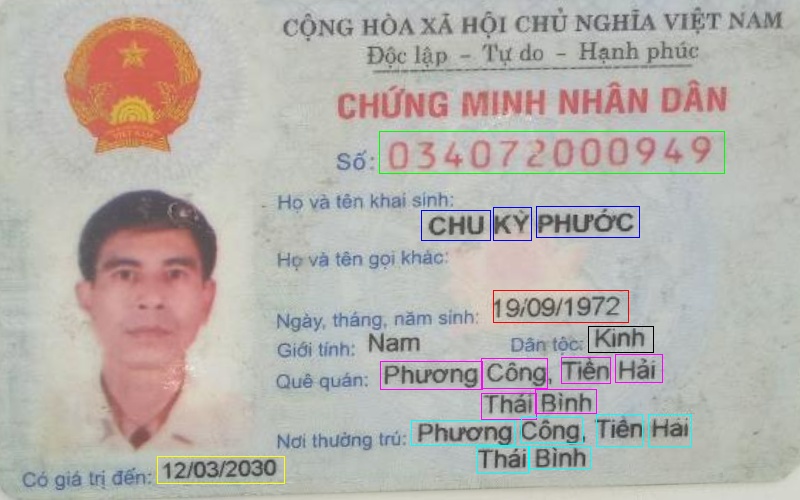 CỘNG HÒA XÃ HỘI CHỦ NGHĨA VIỆT NAM
Độc lập - Tự do - Hạnh phúc
CHỨNG MINH NHÂN DÂN
Số: 034072000949
Họ và tên khai sinh:
CHU KỲ PHƯỚC
Họ và tên gọi khác:
Ngày, tháng, năm sinh: 19/09/1972
Giới tính: Nam Dân tộc: Kinh
Quê quán: Phương Công, Tiền Hải
Thái Bình
Nơi thường trú: Phương Công, Tiền Hải
Thái Bình
Có giá trị đến: 12/03/2030
VIỆT NAM